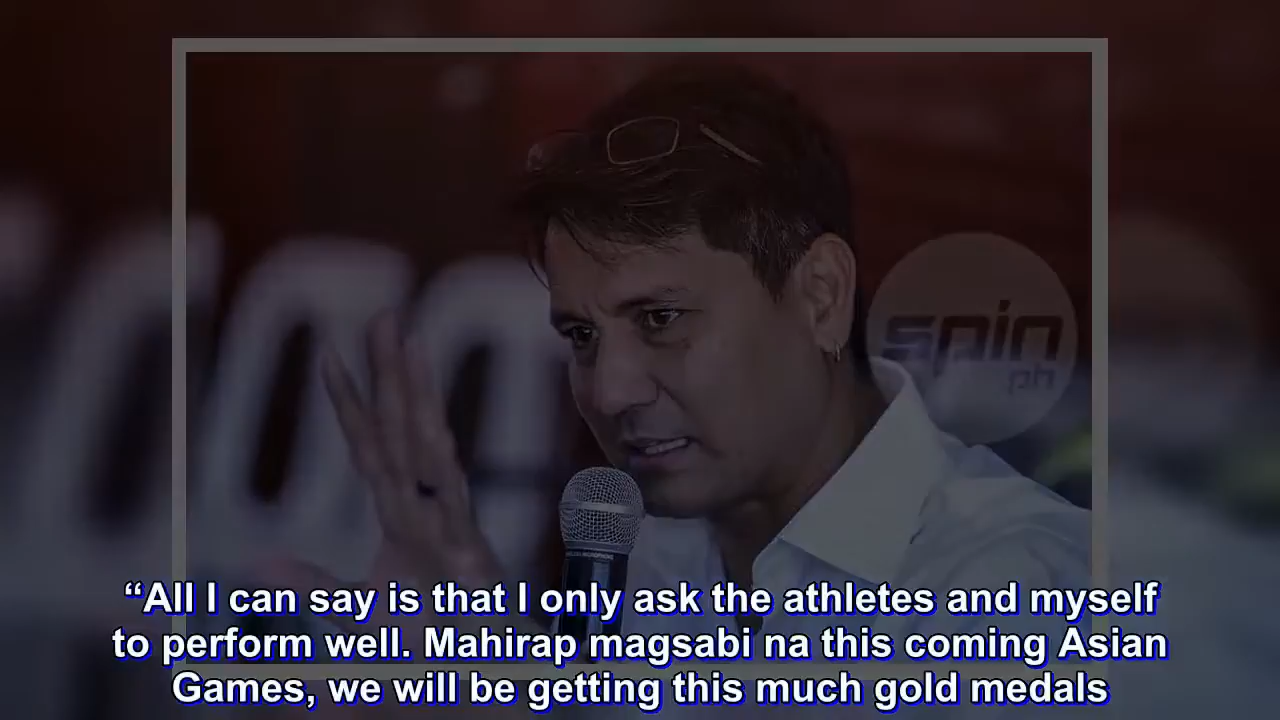 spin
ph
“All I can say is that I only ask the athletes and myself
to perform well. Mahirap magsabi na this coming Asian
Games, we will be getting this much gold medals